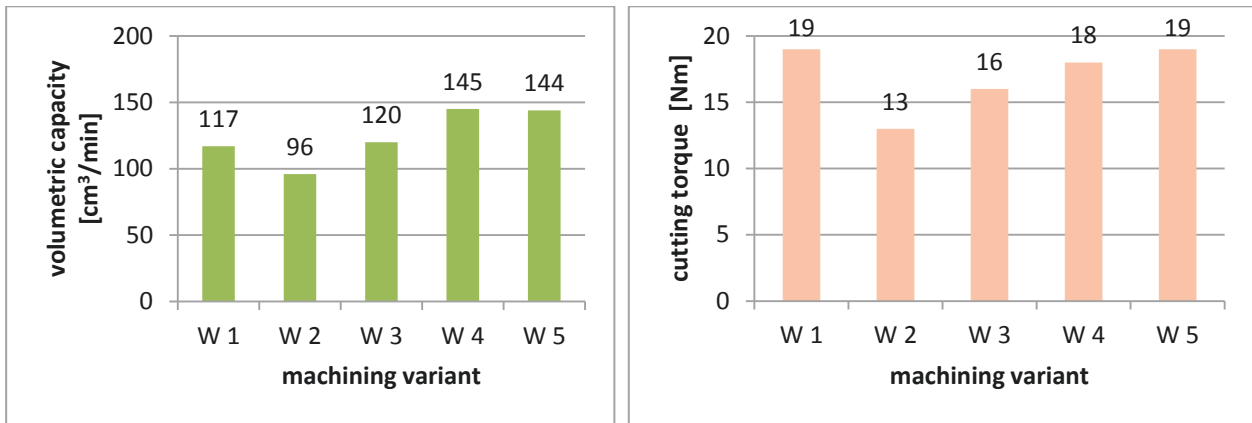 volumetric capacity
[cm³/min]
200
150
100
50
0
117
96
120
145
144
W 1 W 2 W 3 W 4 W 5
machining variant
cutting torque [Nm]
20
15
10
5
0
19
13
16
18
19
W 1 W 2 W 3 W 4 W 5
machining variant